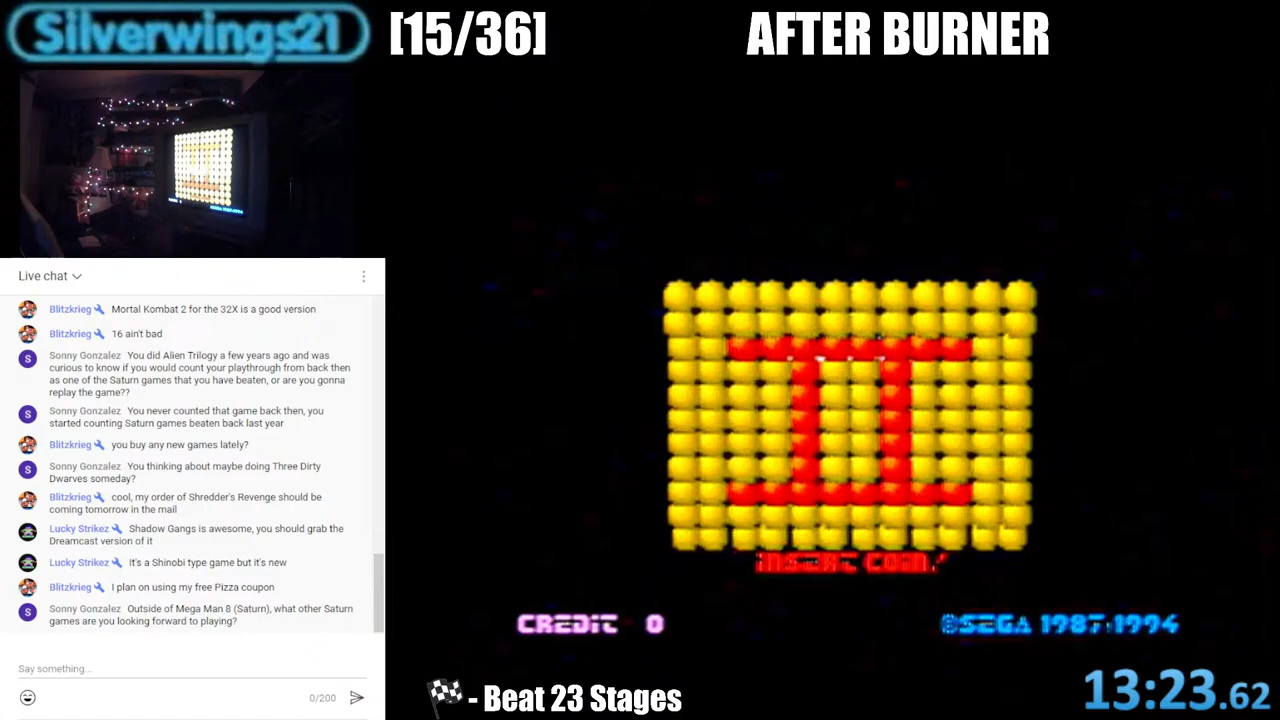 Silverwings21
[15/36]
AFTER BURNER
Live chat
Blitzkrieg Mortal Kombat 2 for the 32X is a good version
Blitzkrieg 16 ain't bad
S
Sonny Gonzalez You did Alien Trilogy a few years ago and was
curious to know if you would count your playthrough from back then
as one of the Saturn games that you have beaten, or are you gonna
replay the game??
S
Sonny Gonzalez You never counted that game back then, you
started counting Saturn games beaten back last year
Blitzkrieg you buy any new games lately?
S
Sonny Gonzalez You thinking about maybe doing Three Dirty
Dwarves someday?
Blitzkrieg cool, my order of Shredder's Revenge should be
coming tomorrow in the mail
Lucky Strikez Shadow Gangs is awesome, you should grab the
Dreamcast version of it
Lucky Strikez It's a Shinobi type game but it's new
Blitzkrieg I plan on using my free Pizza coupon
S
Sonny Gonzalez Outside of Mega Man 8 (Saturn), what other Saturn
games are you looking forward to playing?
Say something...
0/200
II
INSERT COIN!
CREDIT 0
©SEGA 1987,1994
- Beat 23 Stages
13:23.62